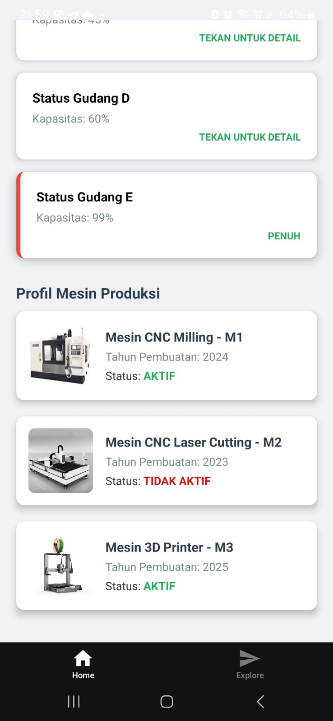 21:59
64%
Kapasitas: 45%
TEKAN UNTUK DETAIL
Status Gudang D
Kapasitas: 60%
TEKAN UNTUK DETAIL
Status Gudang E
Kapasitas: 99%
PENUH
Profil Mesin Produksi
Mesin CNC Milling - M1
Tahun Pembuatan: 2024
Status: AKTIF
Mesin CNC Laser Cutting - M2
Tahun Pembuatan: 2023
Status: TIDAK AKTIF
Mesin 3D Printer - M3
Tahun Pembuatan: 2025
Status: AKTIF
Home
Explore